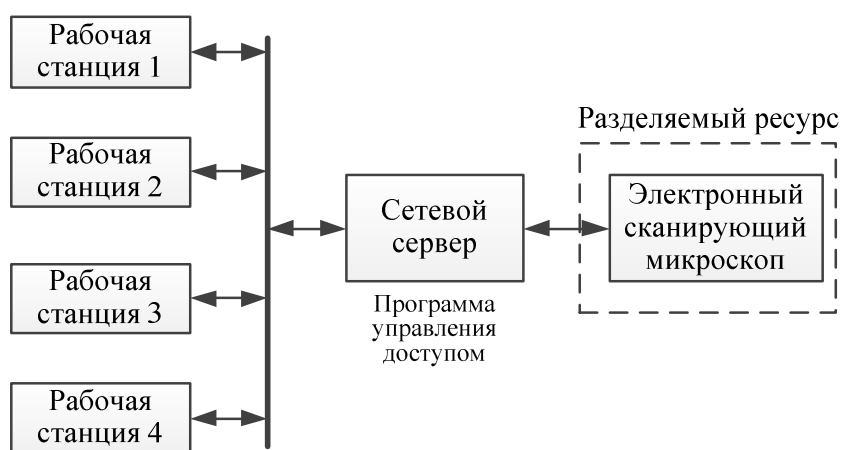 Рабочая
станция 1
Рабочая
станция 2
Рабочая
станция 3
Рабочая
станция 4
Сетевой
сервер
Программа
управления
доступом
Разделяемый ресурс
Электронный
сканирующий
микроскоп